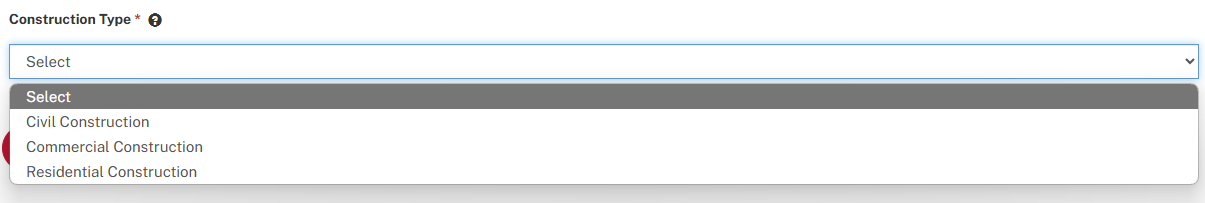 Construction Type *
Select
Select
Civil Construction
Commercial Construction
Residential Construction